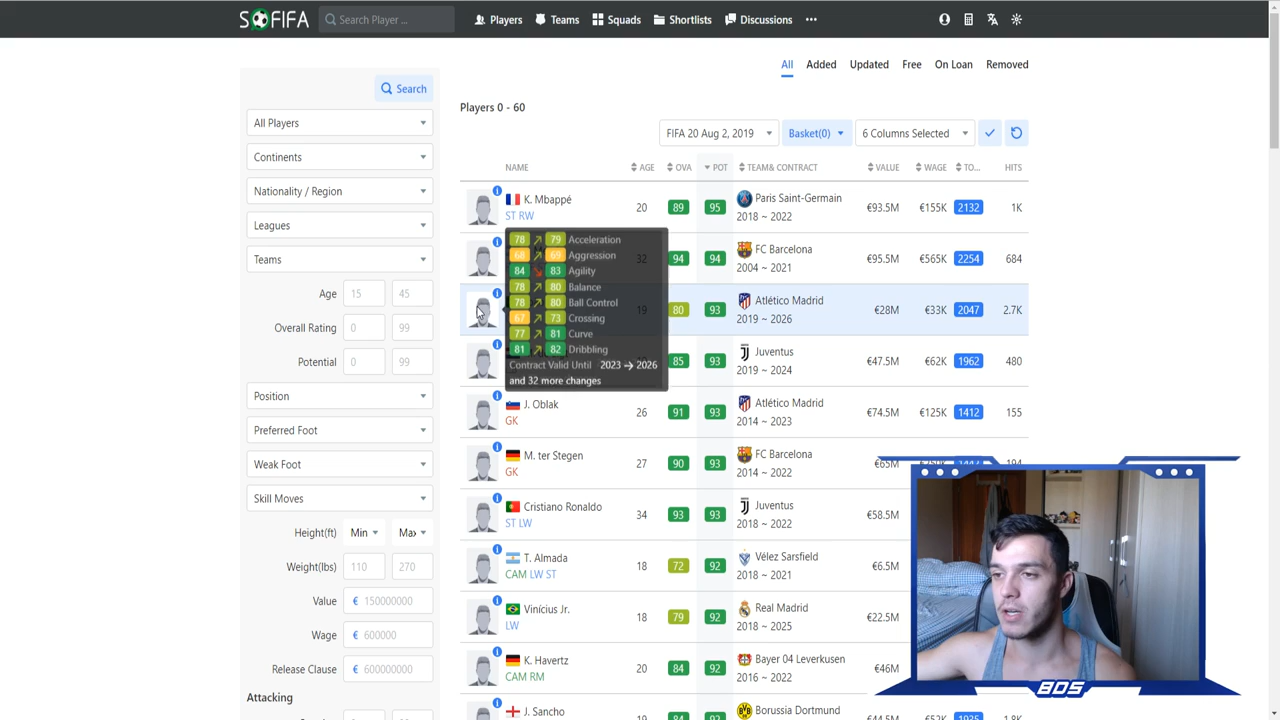 SOFIFA Search Player ... Players Teams Squads Shortlists Discussions
All Added Updated Free On Loan Removed
Search
Players 0 - 60
All Players
FIFA 20 Aug 2, 2019 Basket(0) 6 Columns Selected
Continents
NAME AGE OVA POT TEAM& CONTRACT VALUE WAGE TO... HITS
Nationality / Region
K. Mbappé
ST RW
20 89 95 Paris Saint-Germain
2018 ~ 2022
€93.5M €155K 2132 1K
Leagues
32 94 94 FC Barcelona
2004 ~ 2021
€95.5M €565K 2254 684
Teams
78 79 Acceleration
68 69 Aggression
84 83 Agility
78 80 Balance
78 80 Ball Control
67 73 Crossing
77 81 Curve
81 82 Dribbling
Contract Valid Until 2023 → 2026
and 32 more changes
Age 15 45
19 80 93 Atlético Madrid
2019 ~ 2026
€28M €33K 2047 2.7K
Overall Rating 0 99
Potential 0 99
85 93 Juventus
2019 ~ 2024
€47.5M €62K 1962 480
Position
J. Oblak
GK
26 91 93 Atlético Madrid
2014 ~ 2023
€74.5M €125K 1412 155
Preferred Foot
Weak Foot
M. ter Stegen
GK
27 90 93 FC Barcelona
2014 ~ 2022
Skill Moves
Cristiano Ronaldo
ST LW
34 93 93 Juventus
2018 ~ 2022
€58.5M
Height(ft) Min Max
Weight(lbs) 110 270
T. Almada
CAM LW ST
18 72 92 Vélez Sarsfield
2018 ~ 2021
€6.5M
Value € 150000000
Vinícius Jr.
LW
18 79 92 Real Madrid
2018 ~ 2025
€22.5M
Wage € 600000
Release Clause € 600000000
K. Havertz
CAM RM
20 84 92 Bayer 04 Leverkusen
2016 ~ 2022
€46M
Attacking
J. Sancho
19 84 92 Borussia Dortmund
BDS